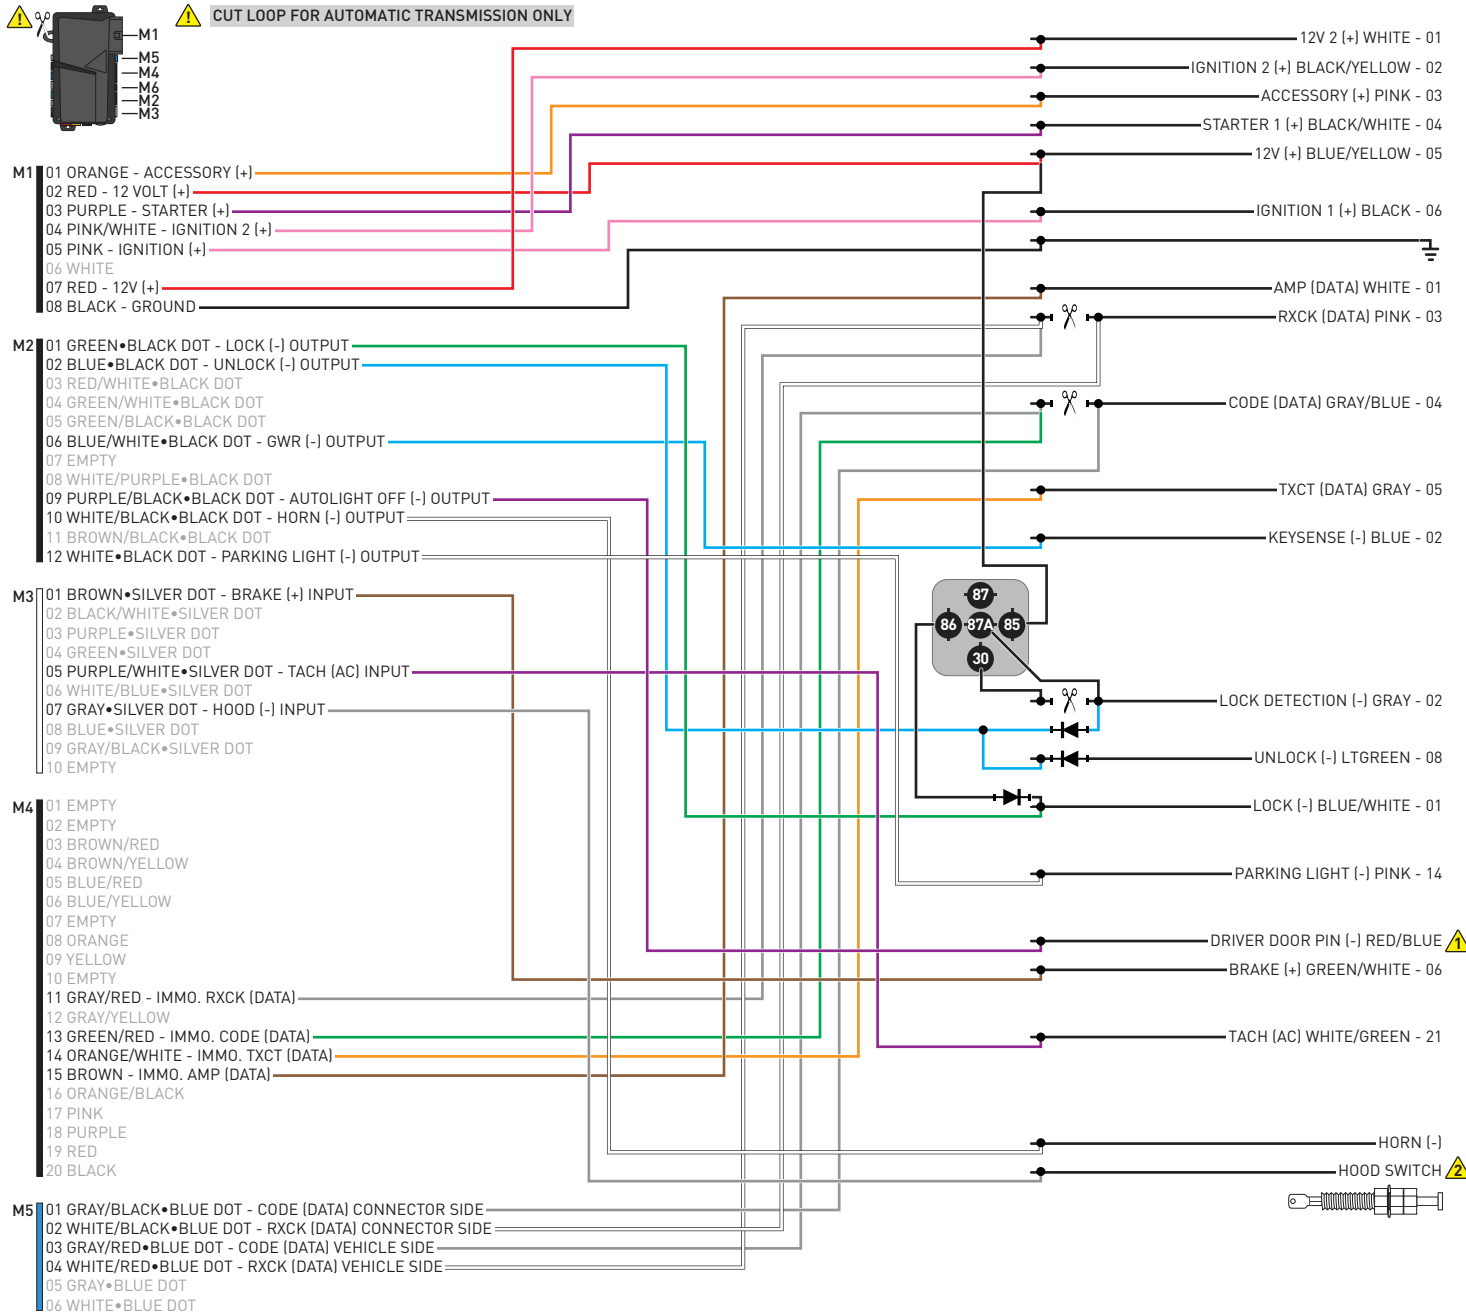 CUT LOOP FOR AUTOMATIC TRANSMISSION ONLY
M1
M5
M4
M6
M2
M3
M1
01 ORANGE - ACCESSORY (+)
02 RED - 12 VOLT (+)
03 PURPLE - STARTER (+)
04 PINK/WHITE - IGNITION 2 (+)
05 PINK - IGNITION (+)
06 WHITE
07 RED - 12V (+)
08 BLACK - GROUND
M2
01 GREEN•BLACK DOT - LOCK (-) OUTPUT
02 BLUE•BLACK DOT - UNLOCK (-) OUTPUT
03 RED/WHITE•BLACK DOT
04 GREEN/WHITE•BLACK DOT
05 GREEN/BLACK•BLACK DOT
06 BLUE/WHITE•BLACK DOT - GWR (-) OUTPUT
07 EMPTY
08 WHITE/PURPLE•BLACK DOT
09 PURPLE/BLACK•BLACK DOT - AUTOLIGHT OFF (-) OUTPUT
10 WHITE/BLACK•BLACK DOT - HORN (-) OUTPUT
11 BROWN/BLACK•BLACK DOT
12 WHITE•BLACK DOT - PARKING LIGHT (-) OUTPUT
M3
01 BROWN•SILVER DOT - BRAKE (+) INPUT
02 BLACK/WHITE•SILVER DOT
03 PURPLE•SILVER DOT
04 GREEN•SILVER DOT
05 PURPLE/WHITE•SILVER DOT - TACH (AC) INPUT
06 WHITE/BLUE•SILVER DOT
07 GRAY•SILVER DOT - HOOD (-) INPUT
08 BLUE•SILVER DOT
09 GRAY/BLACK•SILVER DOT
10 EMPTY
M4
01 EMPTY
02 EMPTY
03 BROWN/RED
04 BROWN/YELLOW
05 BLUE/RED
06 BLUE/YELLOW
07 EMPTY
08 ORANGE
09 YELLOW
10 EMPTY
11 GRAY/RED - IMMO. RXCK (DATA)
12 GRAY/YELLOW
13 GREEN/RED - IMMO. CODE (DATA)
14 ORANGE/WHITE - IMMO. TXCT (DATA)
15 BROWN - IMMO. AMP (DATA)
16 ORANGE/BLACK
17 PINK
18 PURPLE
19 RED
20 BLACK
M5
01 GRAY/BLACK•BLUE DOT - CODE (DATA) CONNECTOR SIDE
02 WHITE/BLACK•BLUE DOT - RXCK (DATA) CONNECTOR SIDE
03 GRAY/RED•BLUE DOT - CODE (DATA) VEHICLE SIDE
04 WHITE/RED•BLUE DOT - RXCK (DATA) VEHICLE SIDE
05 GRAY•BLUE DOT
06 WHITE•BLUE DOT
12V 2 (+) WHITE - 01
IGNITION 2 (+) BLACK/YELLOW - 02
ACCESSORY (+) PINK - 03
STARTER 1 (+) BLACK/WHITE - 04
12V (+) BLUE/YELLOW - 05
IGNITION 1 (+) BLACK - 06
AMP (DATA) WHITE - 01
RXCK (DATA) PINK - 03
CODE (DATA) GRAY/BLUE - 04
TXCT (DATA) GRAY - 05
KEYSENSE (-) BLUE - 02
87
86 87A 85
30
LOCK DETECTION (-) GRAY - 02
UNLOCK (-) LTGREEN - 08
LOCK (-) BLUE/WHITE - 01
PARKING LIGHT (-) PINK - 14
DRIVER DOOR PIN (-) RED/BLUE 1
BRAKE (+) GREEN/WHITE - 06
TACH (AC) WHITE/GREEN - 21
HORN (-)
HOOD SWITCH 2